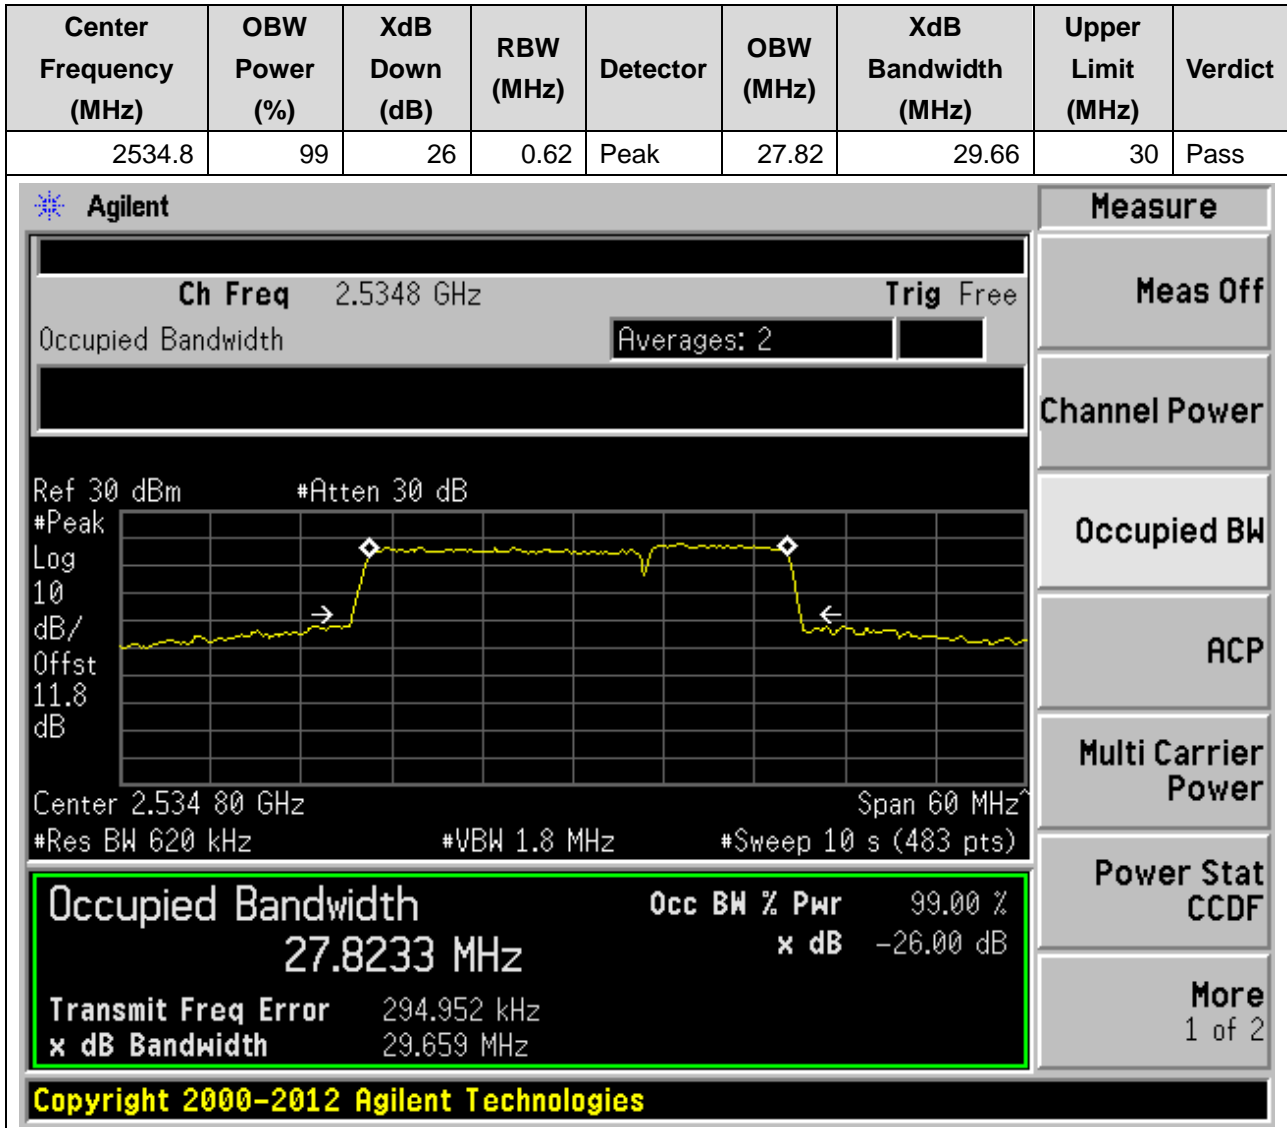 Center Frequency (MHz) OBW Power (%) XdB Down (dB) RBW (MHz) Detector OBW (MHz) XdB Bandwidth (MHz) Upper Limit (MHz) Verdict
2534.8 99 26 0.62 Peak 27.82 29.66 30 Pass
Agilent
Measure
Ch Freq 2.5348 GHz Trig Free
Meas Off
Occupied Bandwidth Averages: 2
Channel Power
Ref 30 dBm #Atten 30 dB
#Peak
Log
10
dB/
Offst
11.8
dB
Occupied BW
ACP
Multi Carrier
Power
Center 2.534 80 GHz Span 60 MHz^
#Res BW 620 kHz #VBW 1.8 MHz #Sweep 10 s (483 pts)
Power Stat
CCDF
Occupied Bandwidth Occ BW % Pwr 99.00 %
27.8233 MHz x dB -26.00 dB
Transmit Freq Error 294.952 kHz
x dB Bandwidth 29.659 MHz
More
1 of 2
Copyright 2000-2012 Agilent Technologies